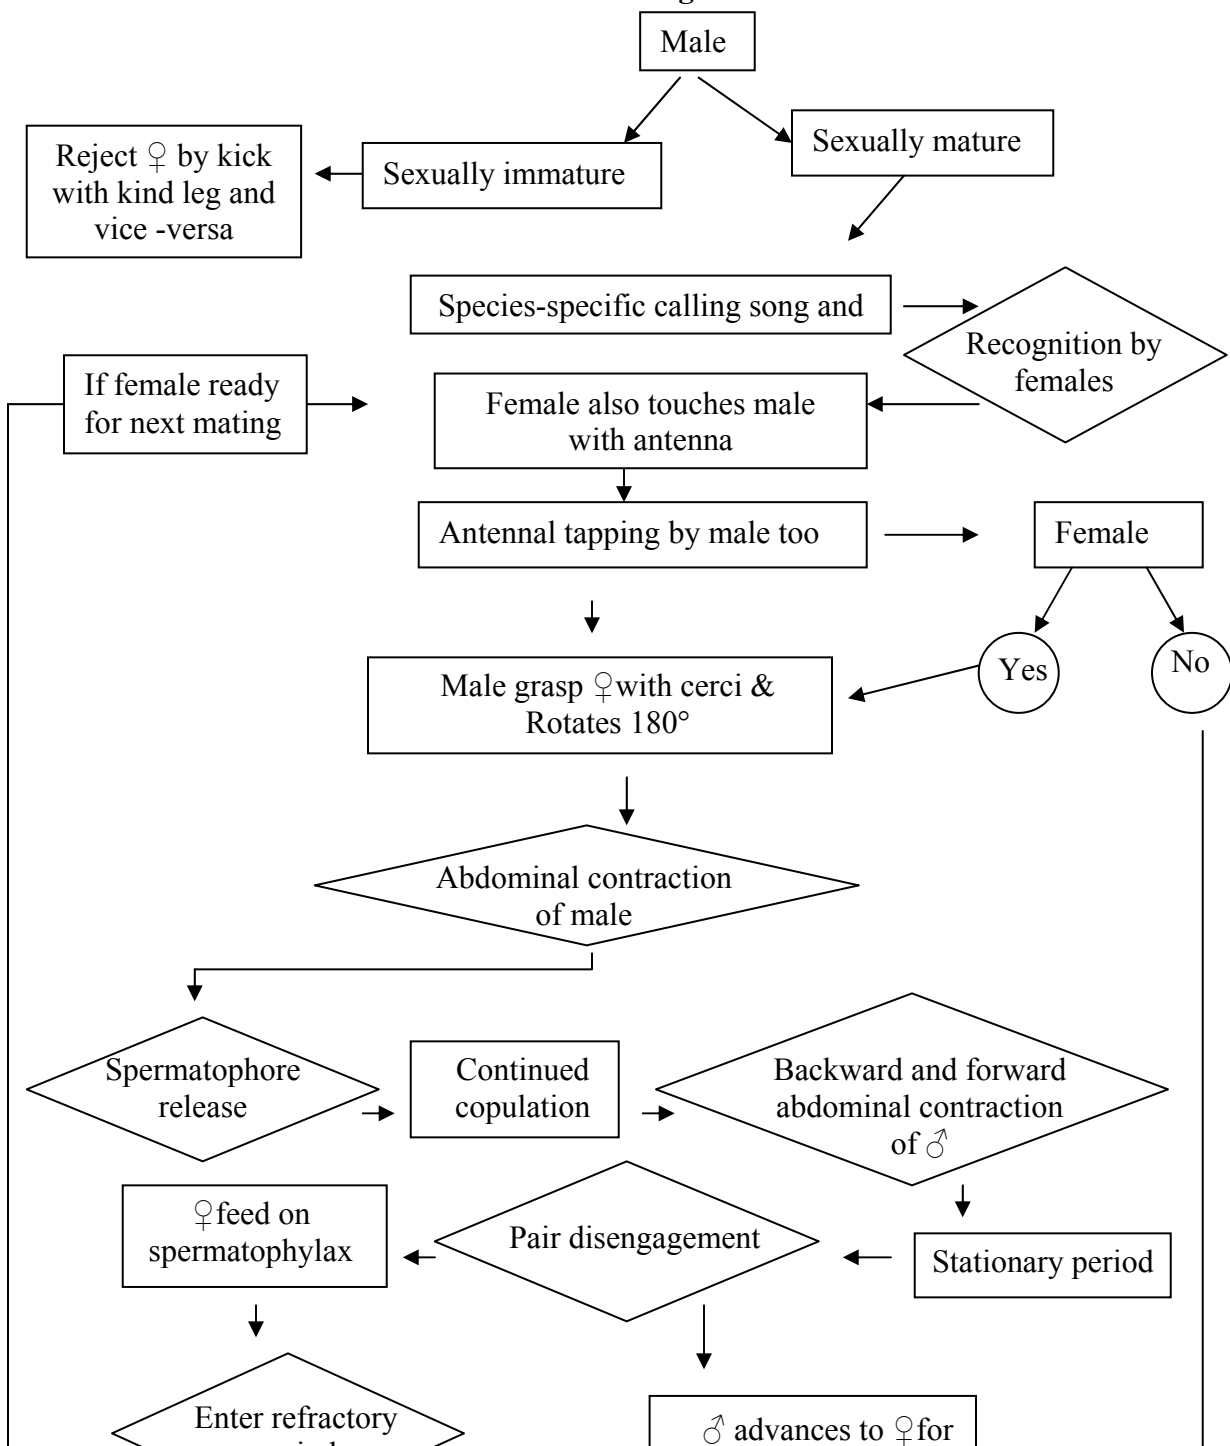 Male
Sexually mature
Reject ♀ by kick
with kind leg and
vice -versa
Sexually immature
Species-specific calling song and
Recognition by
females
If female ready
for next mating
Female also touches male
with antenna
Antennal tapping by male too
Female
Yes
No
Male grasp ♀with cerci &
Rotates 180°
Abdominal contraction
of male
Spermatophore
release
Continued
copulation
Backward and forward
abdominal contraction
of ♂
♀feed on
spermatophylax
Pair disengagement
Stationary period
Enter refractory
♂ advances to ♀for